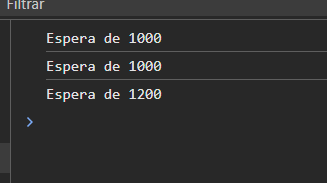 Filtrar
Espera de 1000
Espera de 1000
Espera de 1200